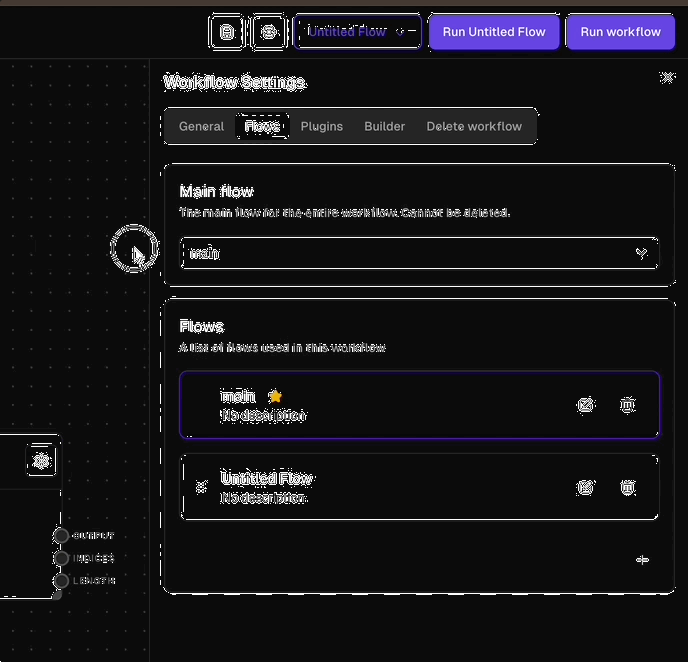 Untitled Flow
Run Untitled Flow
Run workflow
Workflow Settings
General
Flows
Plugins
Builder
Delete workflow
Main flow
The main flow for the entire workflow. Cannot be deleted.
main
Flows
A list of flows used in this workflow
main
No description
Untitled Flow
No description
OUTPUT
INDICES
LENGTH